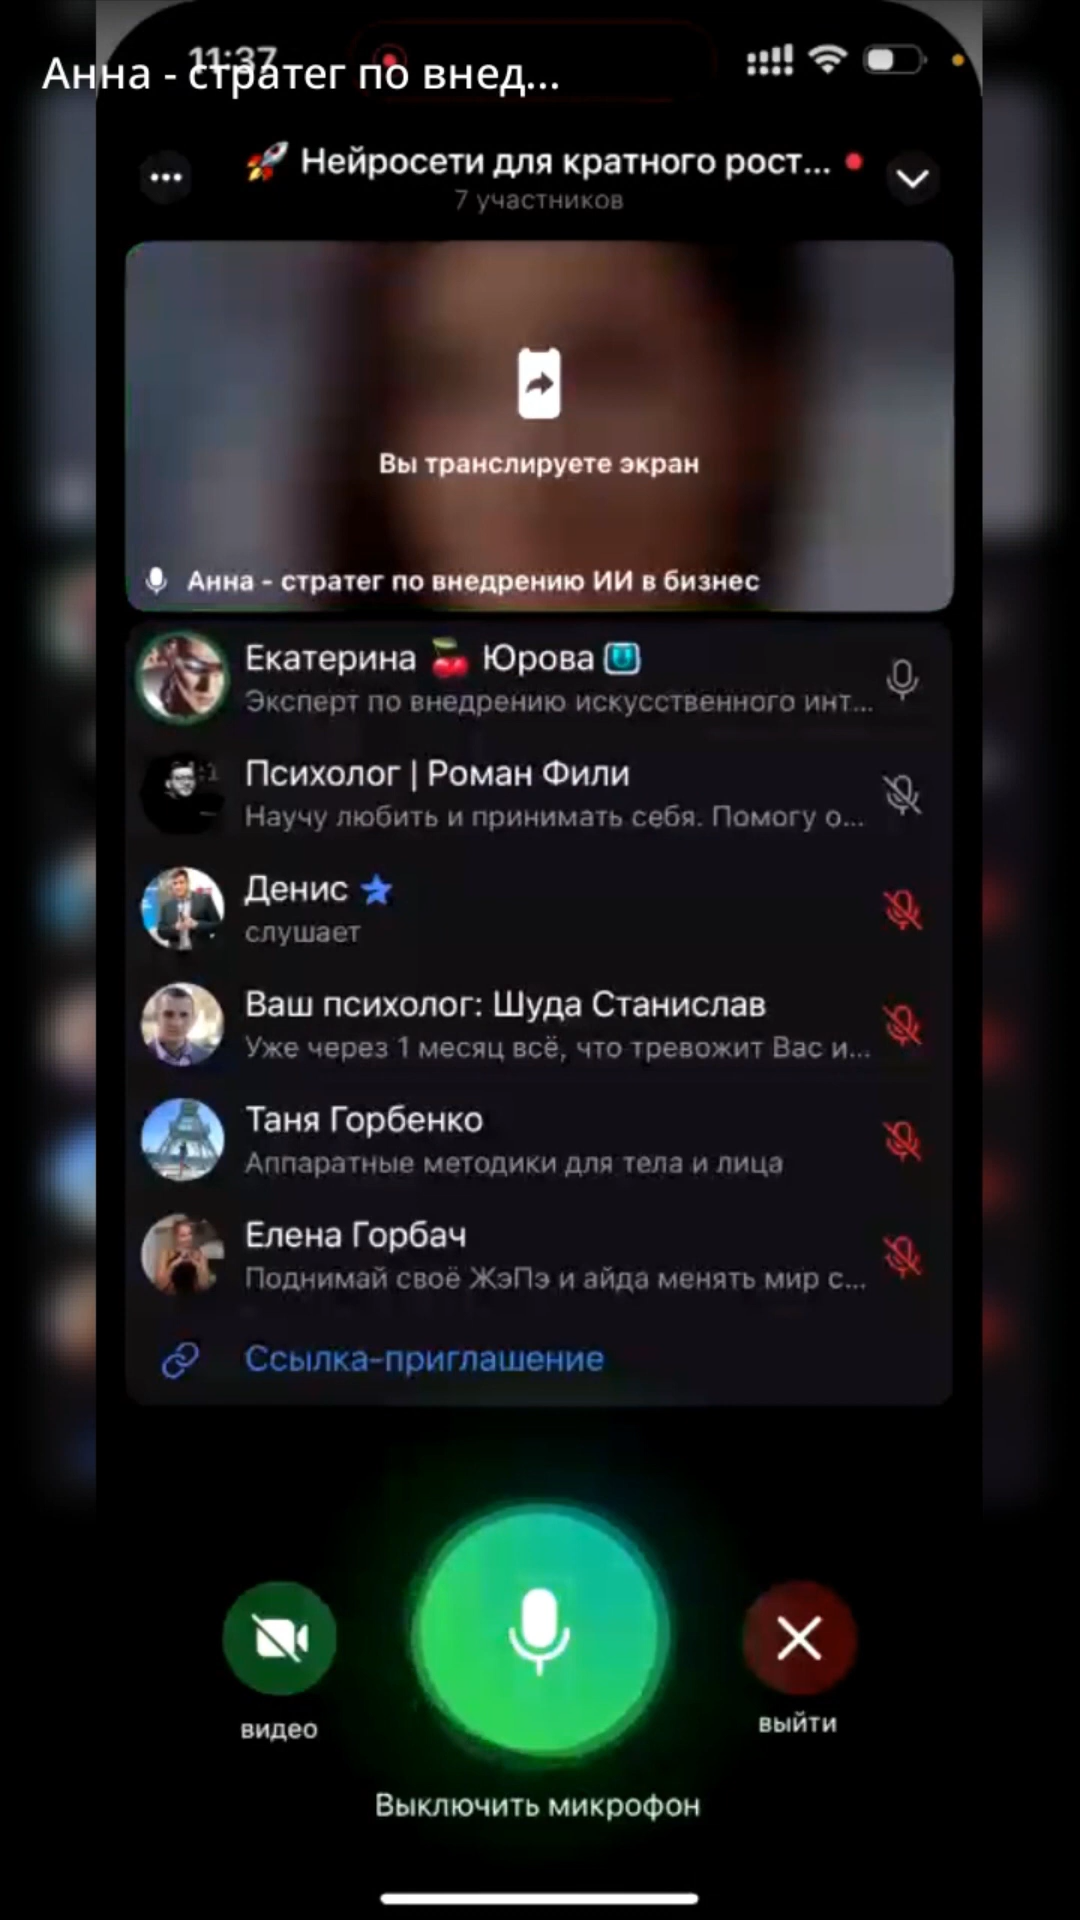 11:37
Анна - стратег по внед...
🚀 Нейросети для кратного рост...
7 участников
Вы транслируете экран
Анна - стратег по внедрению ИИ в бизнес
Екатерина 🍒 Юрова
Эксперт по внедрению искусственного инт...
Психолог | Роман Фили
Научу любить и принимать себя. Помогу о...
Денис
слушает
Ваш психолог: Шуда Станислав
Уже через 1 месяц всё, что тревожит Вас и...
Таня Горбенко
Аппаратные методики для тела и лица
Елена Горбач
Поднимай своё ЖэПэ и айда менять мир с...
Ссылка-приглашение
видео
выйти
Выключить микрофон